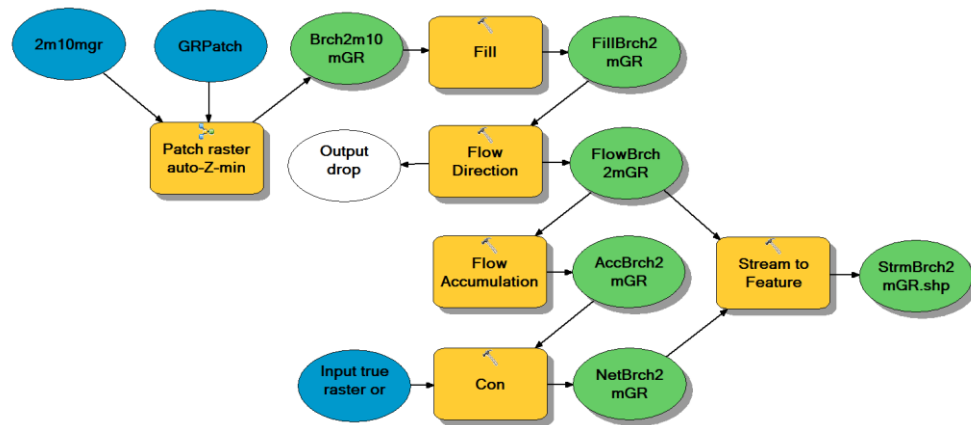 2m10mgr
GRPatch
Brch2m10
mGR
Fill
FillBrch2
mGR
Patch raster
auto-Z-min
Output
drop
Flow
Direction
FlowBrch
2mGR
Flow
Accumulation
AccBrch2
mGR
Stream to
Feature
StrmBrch2
mGR.shp
Input true
raster or
Con
NetBrch2
mGR